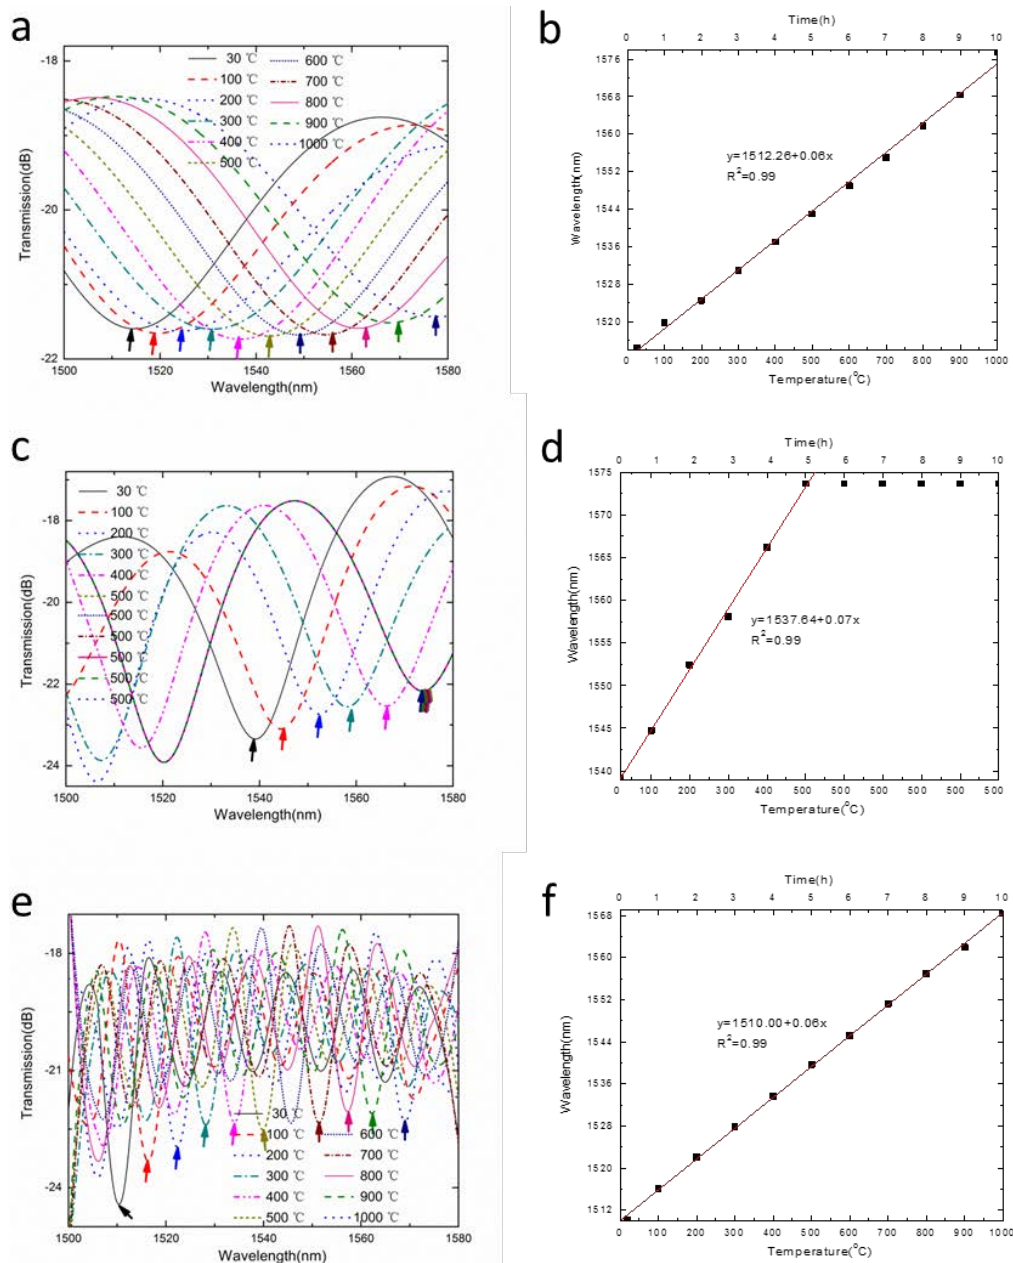 a
-18
-20
-22
Transmission(dB)
30 ℃
100 ℃
200 ℃
300 ℃
400 ℃
500 ℃
600 ℃
700 ℃
800 ℃
900 ℃
1000 ℃
1500 1520 1540 1560 1580
Wavelength(nm)
b
Time(h)
0 1 2 3 4 5 6 7 8 9 10
1576
1568
1560
1552
1544
1536
1528
1520
Wavelength(nm)
y=1512.26+0.06x
R²=0.99
0 100 200 300 400 500 600 700 800 900 1000
Temperature(°C)
c
-18
-20
-22
-24
Transmission(dB)
30 ℃
100 ℃
200 ℃
300 ℃
400 ℃
500 ℃
500 ℃
500 ℃
500 ℃
500 ℃
500 ℃
1500 1520 1540 1560 1580
Wavelength(nm)
d
Time(h)
0 1 2 3 4 5 6 7 8 9 10
1575
1570
1565
1560
1555
1550
1545
1540
Wavelength(nm)
y=1537.64+0.07x
R²=0.99
0 100 200 300 400 500 500 500 500 500 500
Temperature(°C)
e
-18
-21
-24
Transmission(dB)
30 ℃
100 ℃
200 ℃
300 ℃
400 ℃
500 ℃
600 ℃
700 ℃
800 ℃
900 ℃
1000 ℃
1500 1520 1540 1560 1580
Wavelength(nm)
f
Time(h)
0 1 2 3 4 5 6 7 8 9 10
1568
1560
1552
1544
1536
1528
1520
1512
Wavelength(nm)
y=1510.00+0.06x
R²=0.99
0 100 200 300 400 500 600 700 800 900 1000
Temperature(°C)